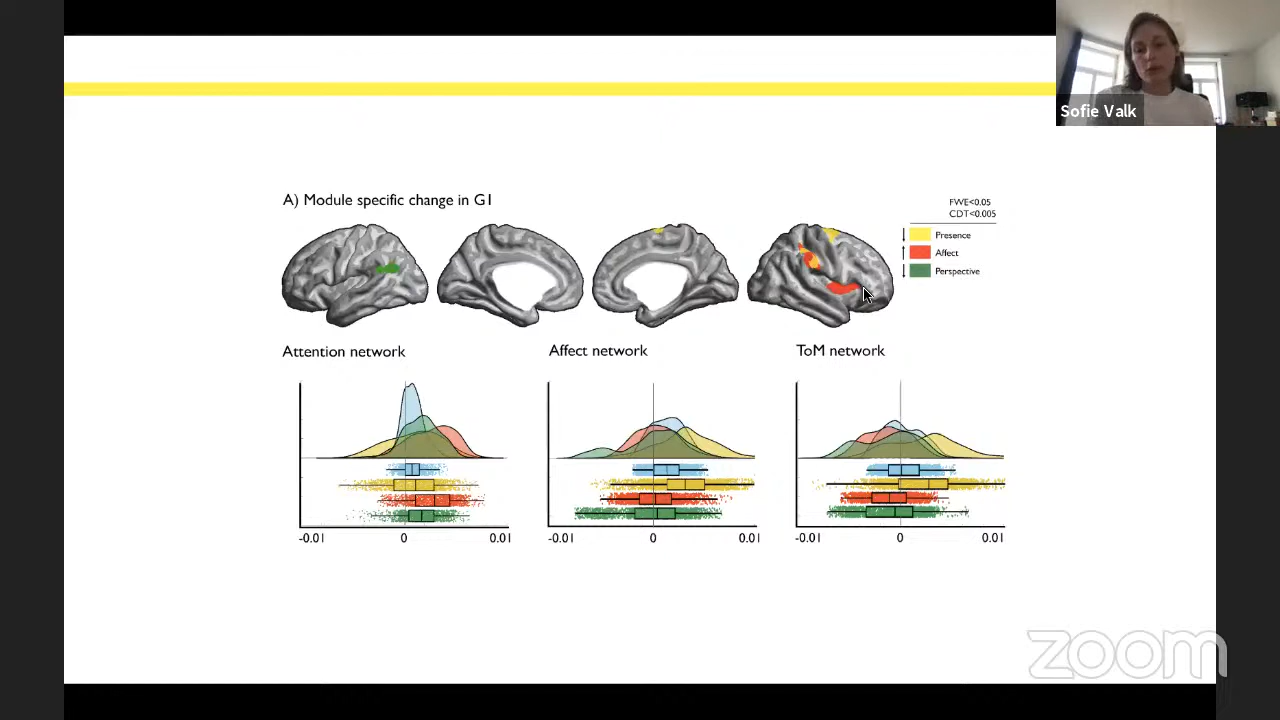 Sofie Valk
A) Module specific change in G1
FWE<0.05
CDT<0.005
Presence
Affect
Perspective
Attention network
Affect network
ToM network
-0.01 0 0.01
-0.01 0 0.01
-0.01 0 0.01
zoom